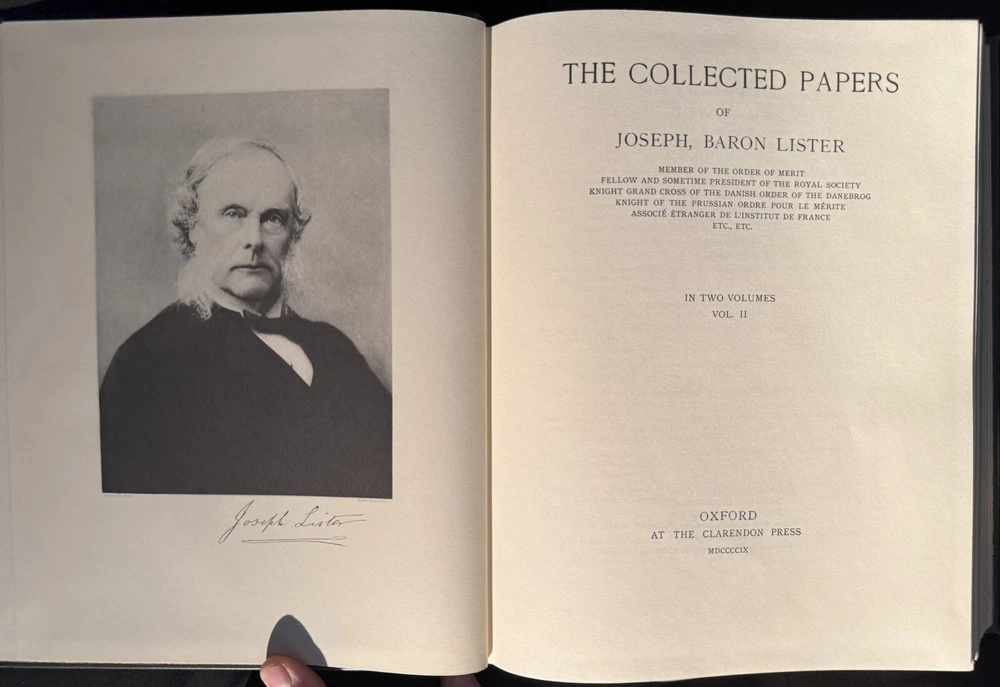 Joseph Lister
THE COLLECTED PAPERS
OF
JOSEPH, BARON LISTER
MEMBER OF THE ORDER OF MERIT
FELLOW AND SOMETIME PRESIDENT OF THE ROYAL SOCIETY
KNIGHT GRAND CROSS OF THE DANISH ORDER OF THE DANEBROG
KNIGHT OF THE PRUSSIAN ORDRE POUR LE MÉRITE
ASSOCIÉ ÉTRANGER DE L'INSTITUT DE FRANCE
ETC., ETC.
IN TWO VOLUMES
VOL. II
OXFORD
AT THE CLARENDON PRESS
MDCCCCIX